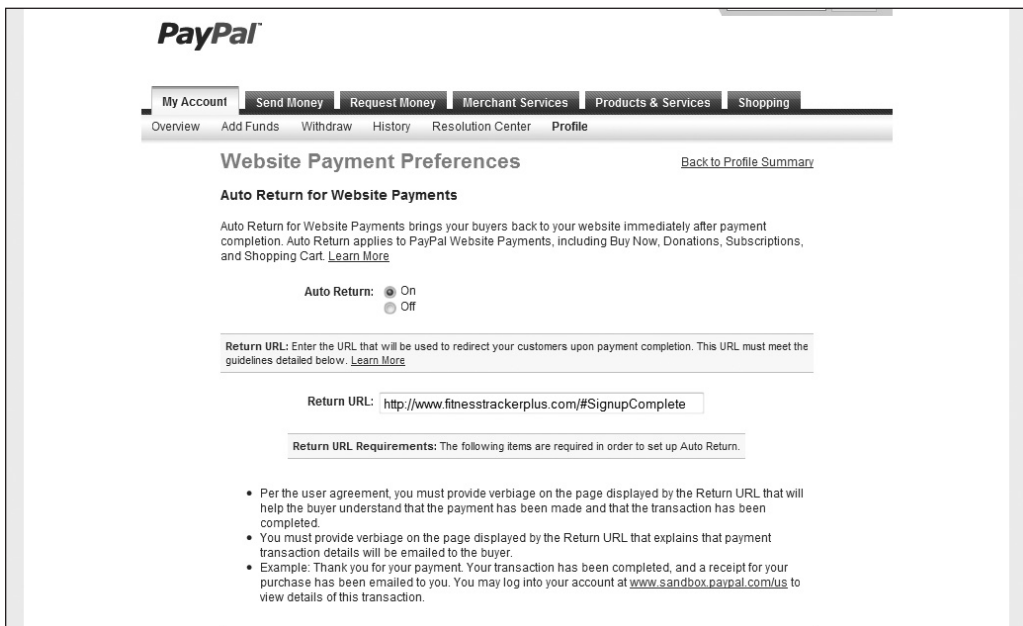 PayPal™
My Account Send Money Request Money Merchant Services Products & Services Shopping
Overview Add Funds Withdraw History Resolution Center Profile
Website Payment Preferences Back to Profile Summary
Auto Return for Website Payments
Auto Return for Website Payments brings your buyers back to your website immediately after payment
completion. Auto Return applies to PayPal Website Payments, including Buy Now, Donations, Subscriptions,
and Shopping Cart. Learn More
Auto Return: On
Off
Return URL: Enter the URL that will be used to redirect your customers upon payment completion. This URL must meet the
guidelines detailed below. Learn More
Return URL: http://www.fitnesstrackerplus.com/#SignupComplete
Return URL Requirements: The following items are required in order to set up Auto Return.
• Per the user agreement, you must provide verbiage on the page displayed by the Return URL that will
help the buyer understand that the payment has been made and that the transaction has been
completed.
• You must provide verbiage on the page displayed by the Return URL that explains that payment
transaction details will be emailed to the buyer.
• Example: Thank you for your payment. Your transaction has been completed, and a receipt for your
purchase has been emailed to you. You may log into your account at www.sandbox.paypal.com/us to
view details of this transaction.